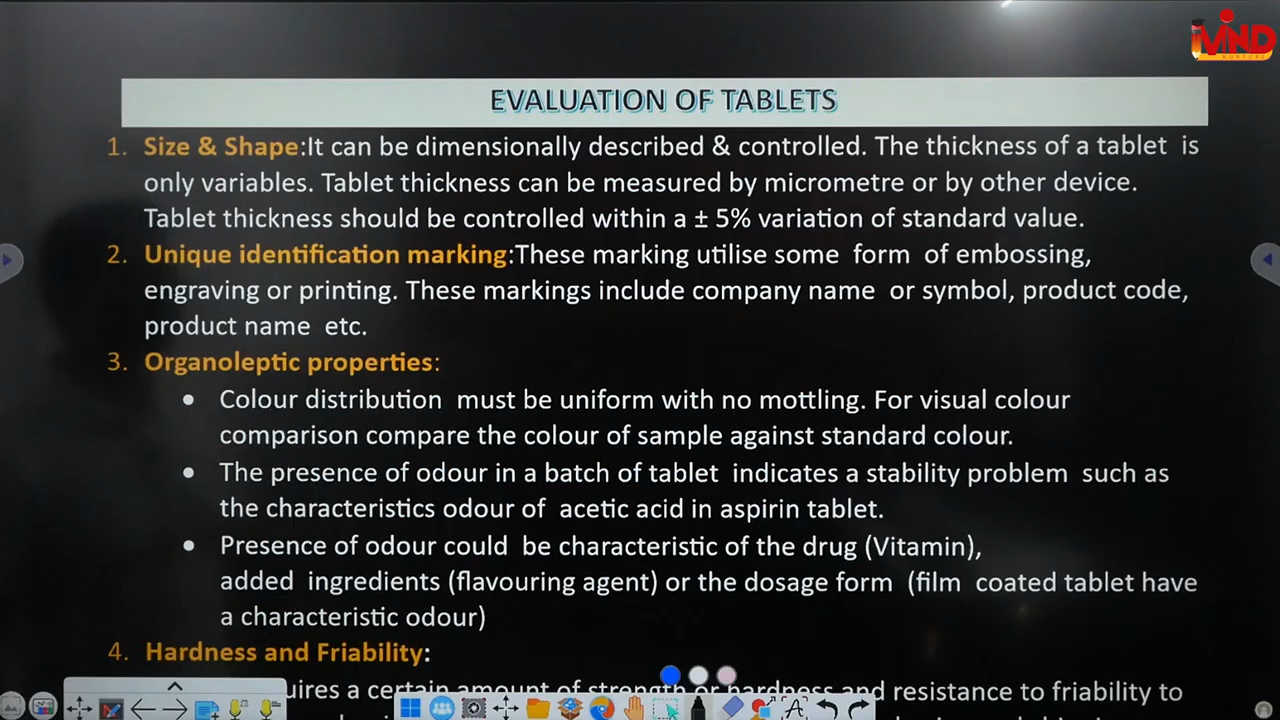 MIND
EVALUATION OF TABLETS
1. Size & Shape:It can be dimensionally described & controlled. The thickness of a tablet is
only variables. Tablet thickness can be measured by micrometre or by other device.
Tablet thickness should be controlled within a ± 5% variation of standard value.
2. Unique identification marking:These marking utilise some form of embossing,
engraving or printing. These markings include company name or symbol, product code,
product name etc.
3. Organoleptic properties:
• Colour distribution must be uniform with no mottling. For visual colour
comparison compare the colour of sample against standard colour.
• The presence of odour in a batch of tablet indicates a stability problem such as
the characteristics odour of acetic acid in aspirin tablet.
• Presence of odour could be characteristic of the drug (Vitamin),
added ingredients (flavouring agent) or the dosage form (film coated tablet have
a characteristic odour)
4. Hardness and Friability:
a certain amount of strength or hardness and resistance to friability to